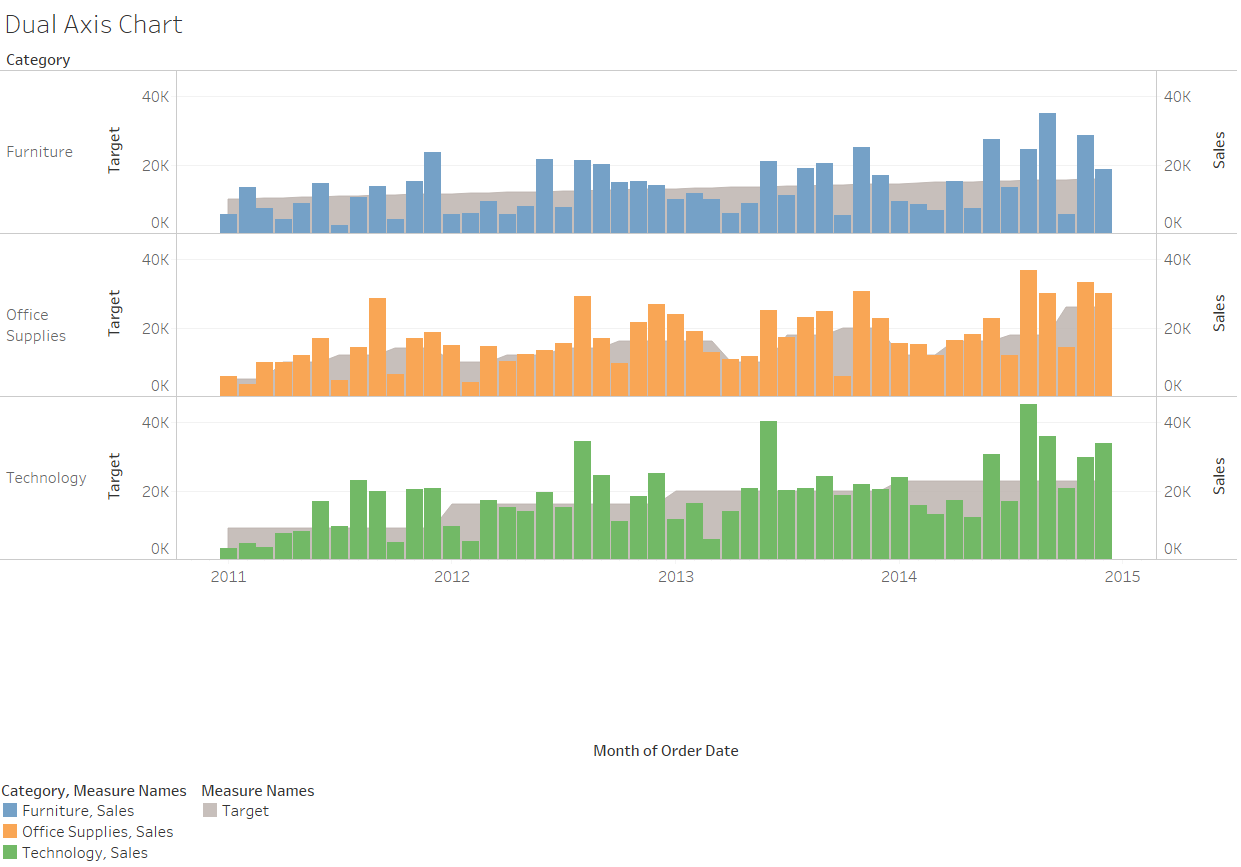 Dual Axis Chart
Category
Furniture
Target
40K
20K
0K
40K
20K
0K
Sales
Office
Supplies
Target
40K
20K
0K
40K
20K
0K
Sales
Technology
Target
40K
20K
0K
40K
20K
0K
Sales
2011 2012 2013 2014 2015
Month of Order Date
Category, Measure Names
Furniture, Sales
Office Supplies, Sales
Technology, Sales
Measure Names
Target